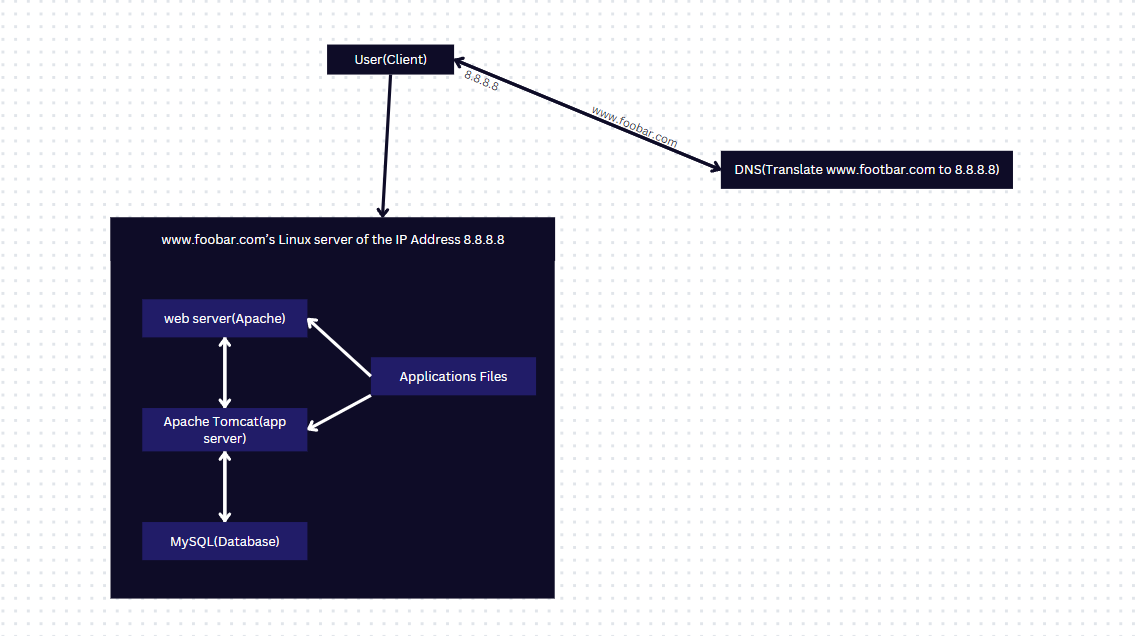 User(Client)
8.8.8.8
www.foobar.com
DNS(Translate www.footbar.com to 8.8.8.8)
www.foobar.com’s Linux server of the IP Address 8.8.8.8
web server(Apache)
Applications Files
Apache Tomcat(app
server)
MySQL(Database)